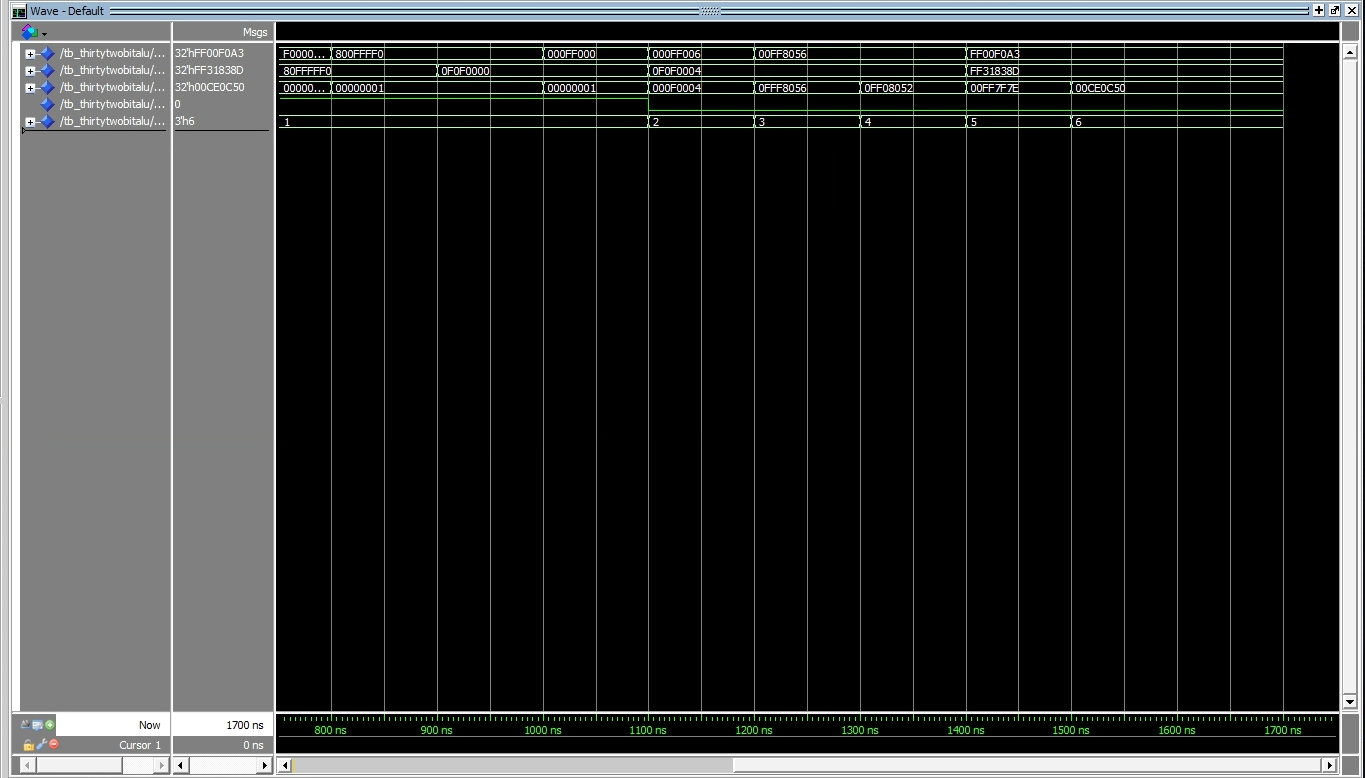 Wave - Default
Msgs
/tb_thirtytwobitalu/... 32'hFF00F0A3 F0000... 800FFFF0 000FF000 000FF006 00FF8056 FF00F0A3
/tb_thirtytwobitalu/... 32'hFF31838D 80FFFFF0 0F0F0000 0F0F0004 FF31838D
/tb_thirtytwobitalu/... 32'h00CE0C50 00000... 00000001 00000001 000F0004 0FFF8056 0FF08052 00FF7F7E 00CE0C50
/tb_thirtytwobitalu/... 0
/tb_thirtytwobitalu/... 3'h6 1 2 3 4 5 6
Now 1700 ns 800 ns 900 ns 1000 ns 1100 ns 1200 ns 1300 ns 1400 ns 1500 ns 1600 ns 1700 ns
Cursor 1 0 ns